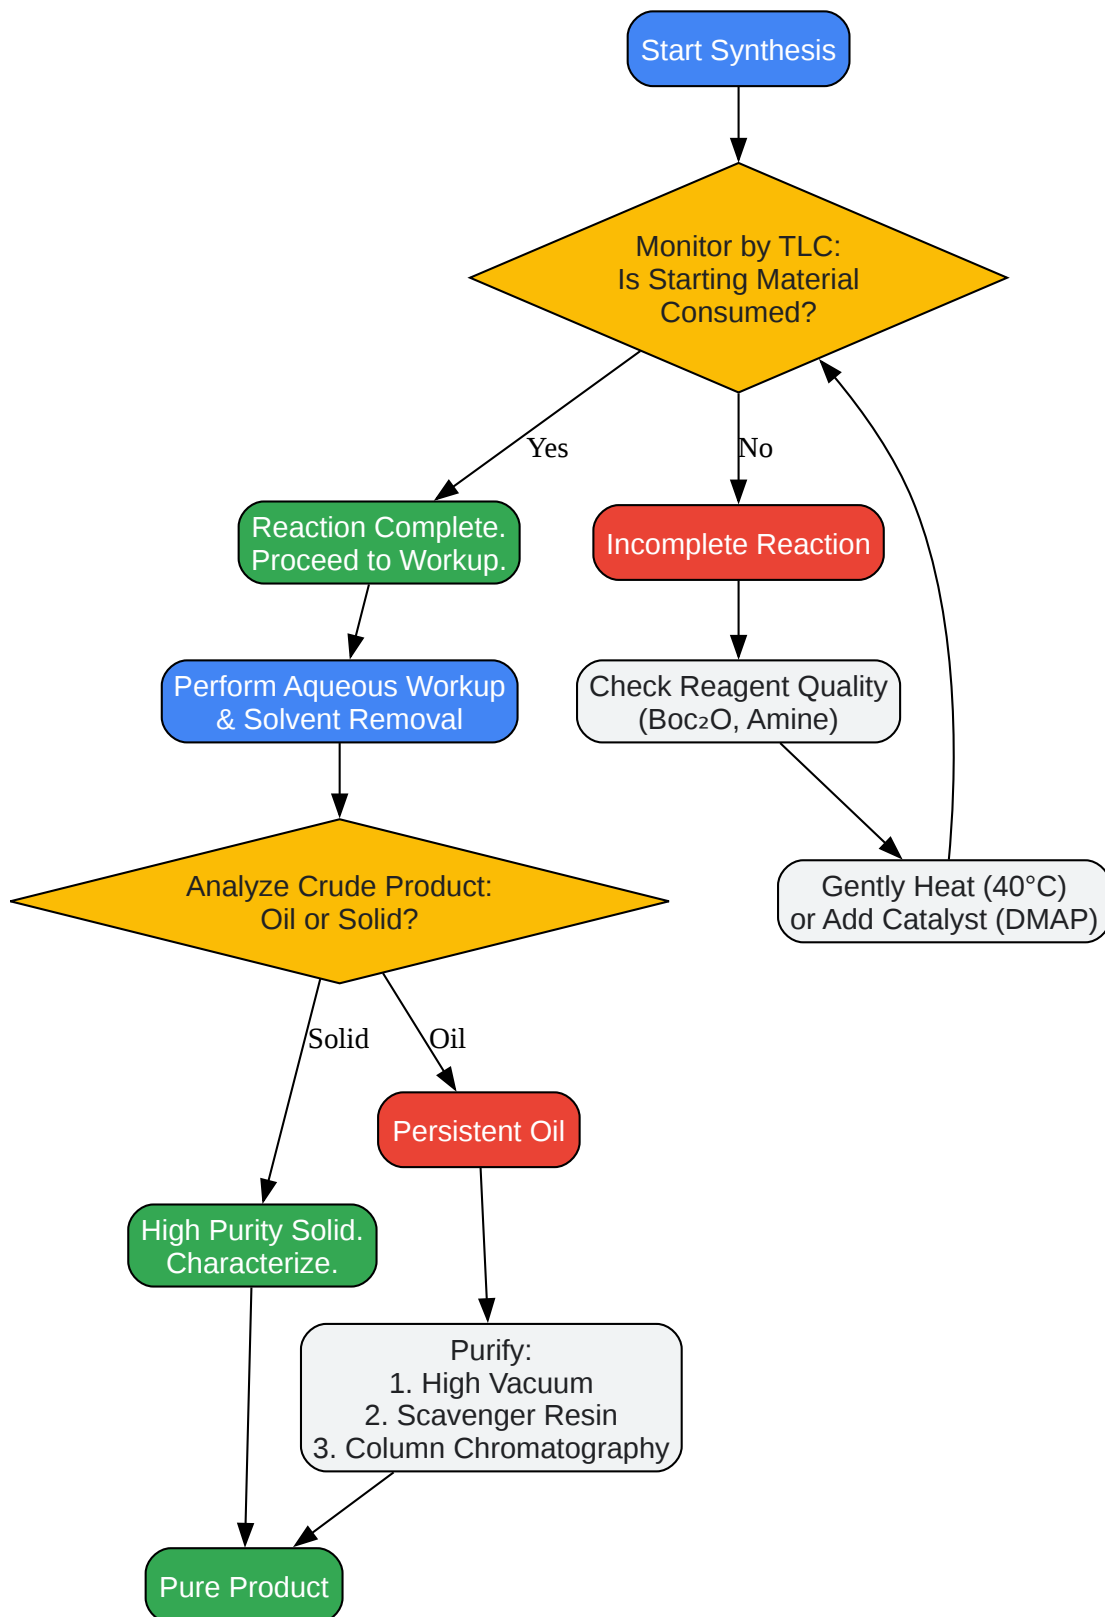 Start Synthesis
Monitor by TLC:
Is Starting Material
Consumed?
Yes
No
Reaction Complete.
Proceed to Workup.
Incomplete Reaction
Perform Aqueous Workup
& Solvent Removal
Check Reagent Quality
(Boc₂O, Amine)
Analyze Crude Product:
Oil or Solid?
Gently Heat (40°C)
or Add Catalyst (DMAP)
Solid
Oil
Persistent Oil
High Purity Solid.
Characterize.
Purify:
1. High Vacuum
2. Scavenger Resin
3. Column Chromatography
Pure Product